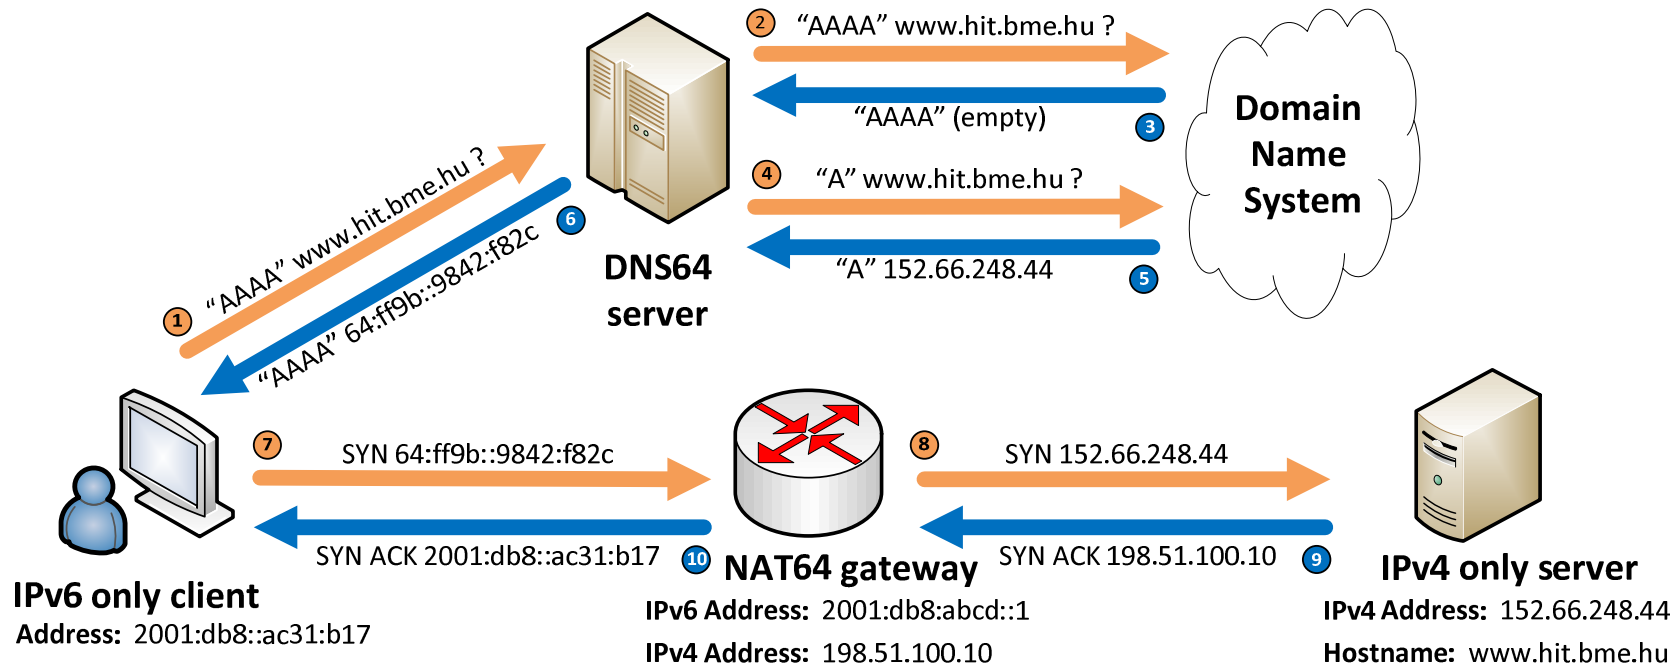 2 "AAAA" www.hit.bme.hu ?
"AAAA" (empty) 3
4 "A" www.hit.bme.hu ?
"A" 152.66.248.44 5
Domain
Name
System
DNS64
server
1 "AAAA" www.hit.bme.hu ?
"AAAA" 64:ff9b::9842:f82c 6
7 SYN 64:ff9b::9842:f82c
SYN ACK 2001:db8::ac31:b17 10
8 SYN 152.66.248.44
SYN ACK 198.51.100.10 9
IPv6 only client
Address: 2001:db8::ac31:b17
NAT64 gateway
IPv6 Address: 2001:db8:abcd::1
IPv4 Address: 198.51.100.10
IPv4 only server
IPv4 Address: 152.66.248.44
Hostname: www.hit.bme.hu